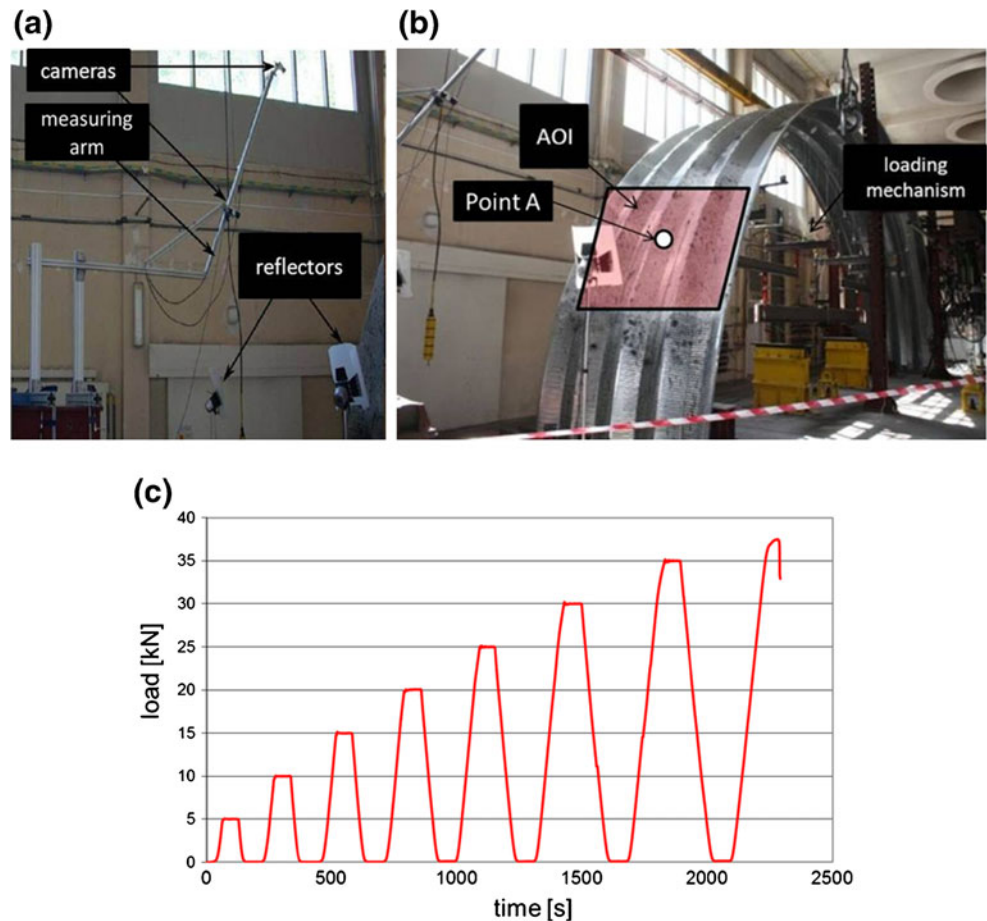 (a)
cameras
measuring
arm
reflectors
(b)
AOI
Point A
loading
mechanism
(c)
load [kN]
40
35
30
25
20
15
10
5
0
0 500 1000 1500 2000 2500
time [s]